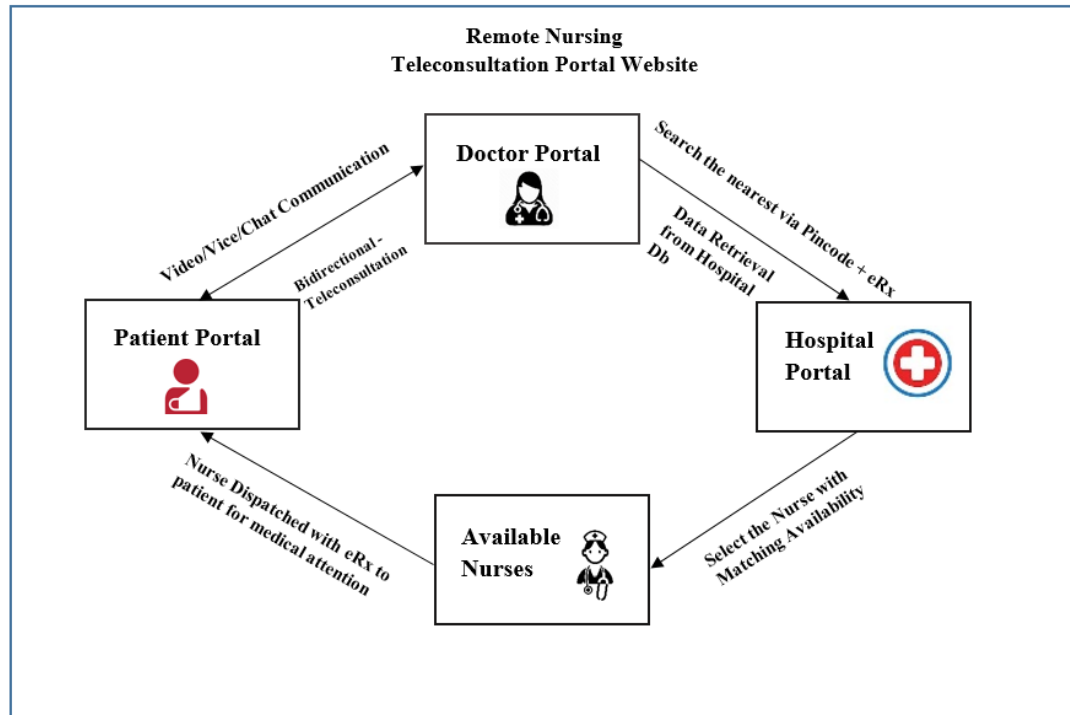 Remote Nursing
Teleconsultation Portal Website
Doctor Portal
Video/Vice/Chat Communication
Bidirectional-
Teleconsultation
Search the nearest via Pincode + eRx
Data Retrieval
from Hospital
Db
Patient Portal
Hospital
Portal
Nurse Dispatched with eRx to
patient for medical attention
Available
Nurses
Select the Nurse with
Matching Availability